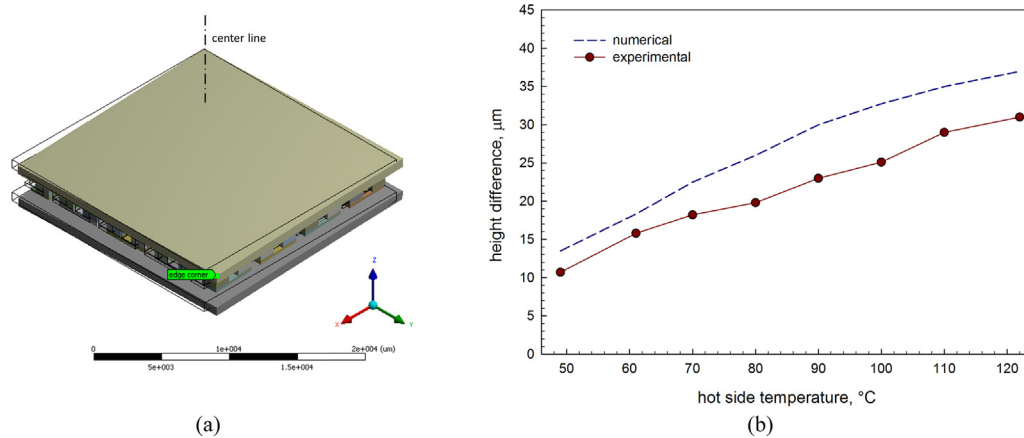 center line
edge corner
Z
X
Y
0
1e+004
2e+004 (um)
5e+003
1.5e+004
(a)
45
40
35
30
25
20
15
10
5
0
height difference, μm
numerical
experimental
50 60 70 80 90 100 110 120
hot side temperature, °C
(b)